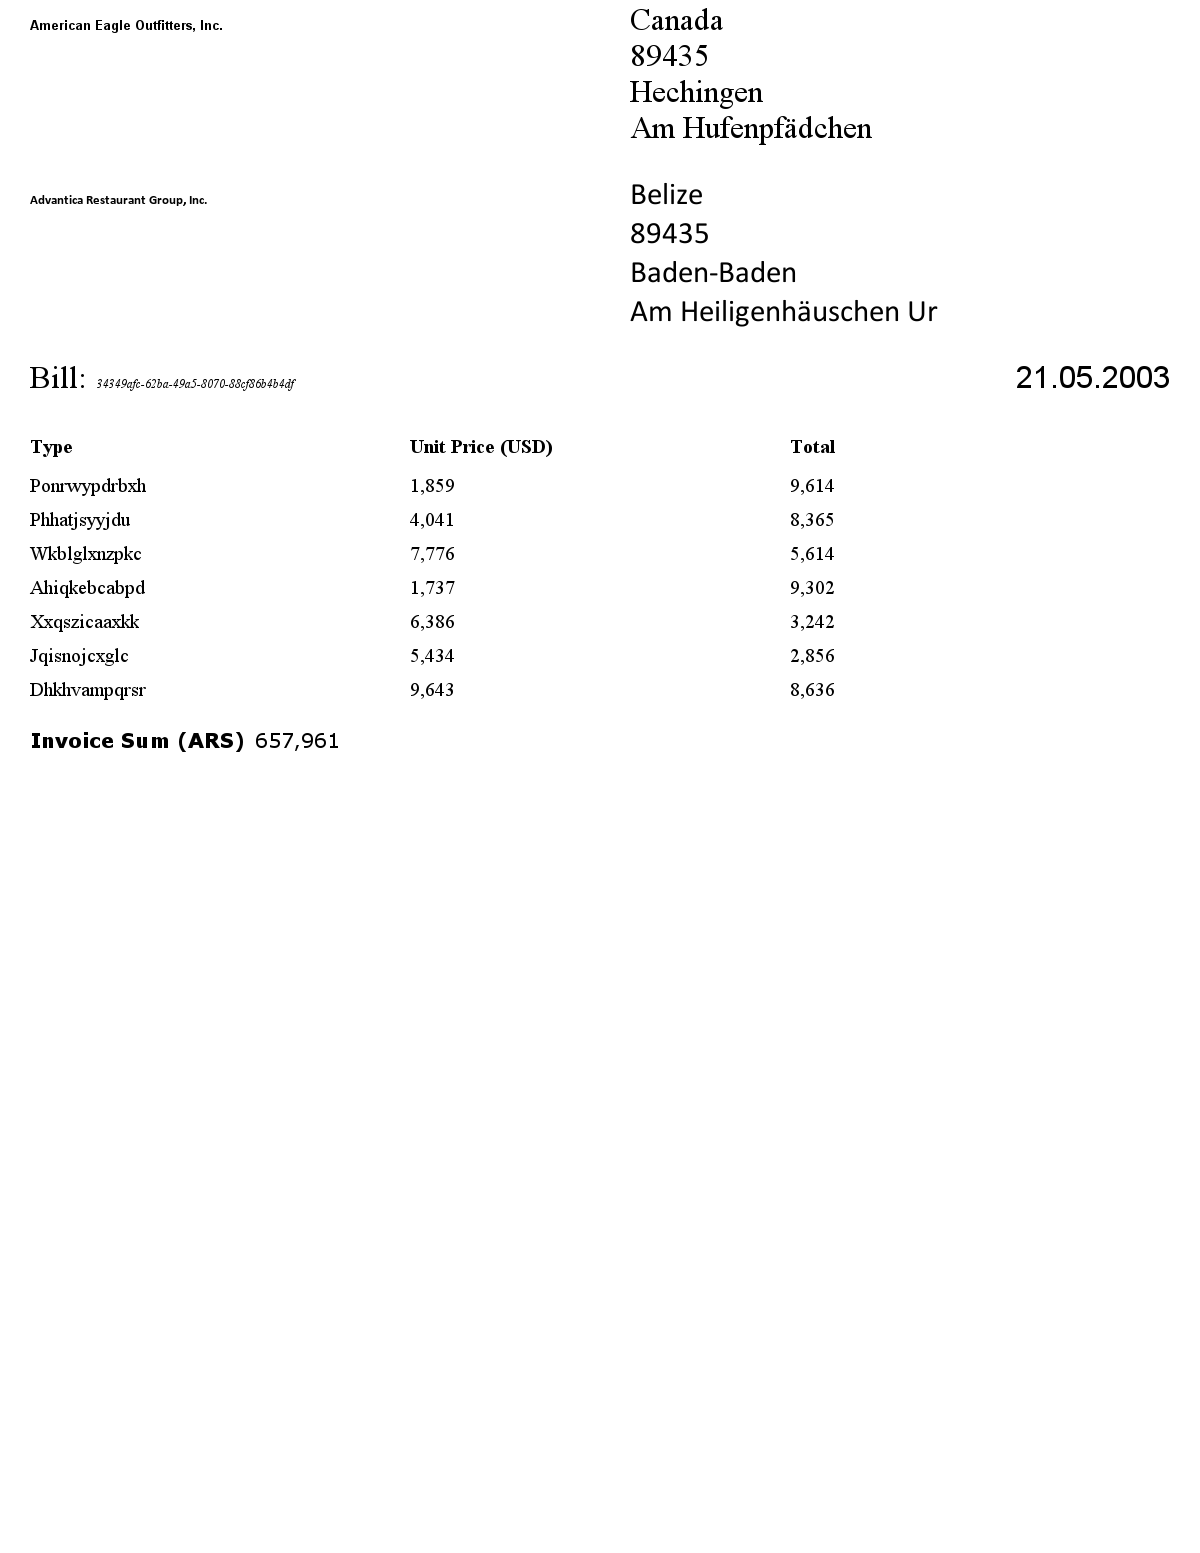 American Eagle Outfitters, Inc.
Canada
89435
Hechingen
Am Hufenpfädchen
Advantica Restaurant Group, Inc.
Belize
89435
Baden-Baden
Am Heiligenhäuschen Ur
Bill: 34349afc-62ba-49a5-8070-88cf86b4b4df 21.05.2003
Type Unit Price (USD) Total
Ponrwypdrbxh 1,859 9,614
Phhatjsyyjdu 4,041 8,365
Wkblglxnzpkc 7,776 5,614
Ahiqkebcabpd 1,737 9,302
Xxqszicaaxkk 6,386 3,242
Jqisnojcxglc 5,434 2,856
Dhkhvampqrsr 9,643 8,636
Invoice Sum (ARS) 657,961